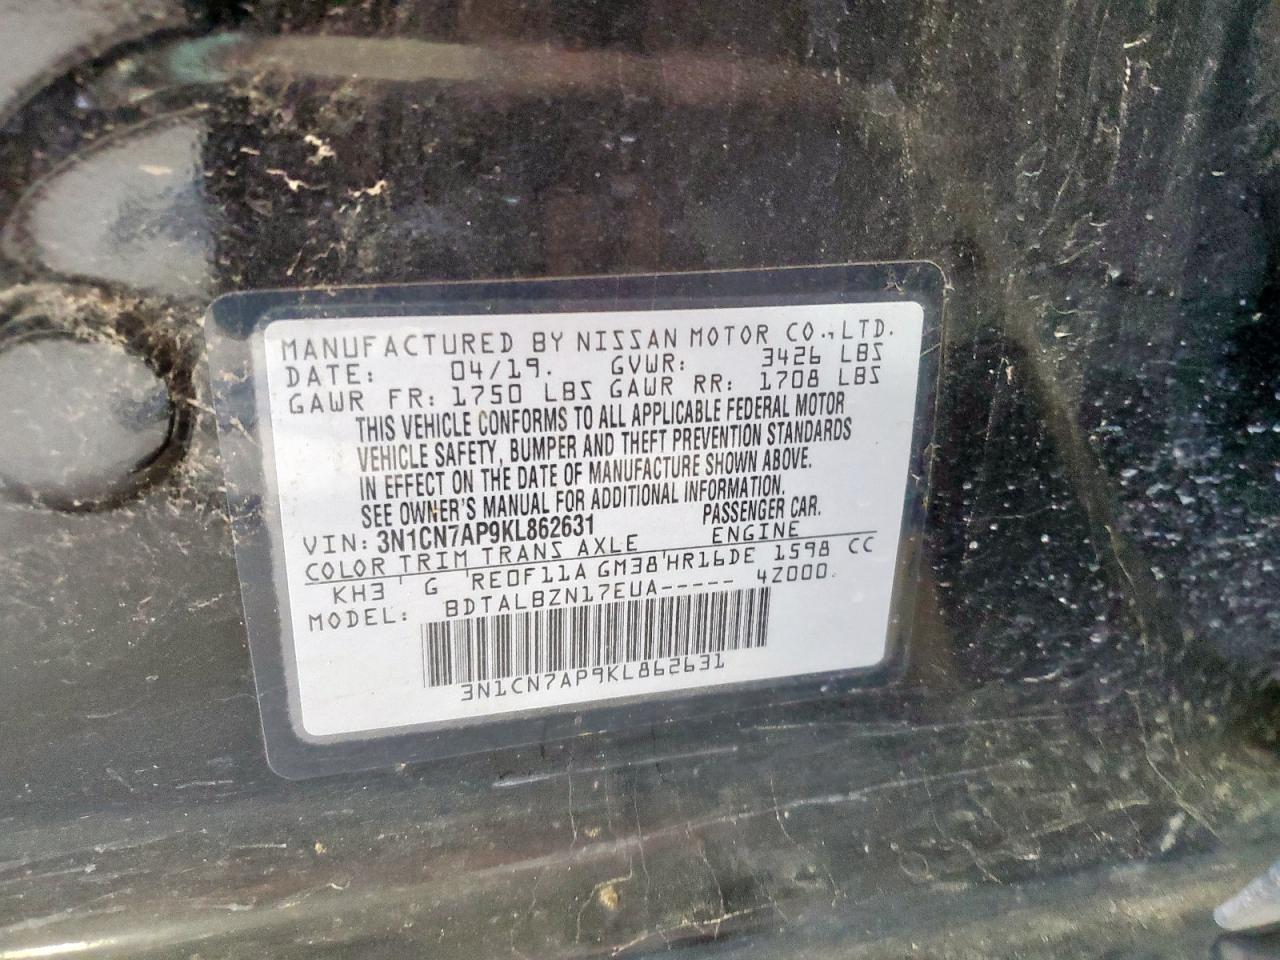 MANUFACTURED BY NISSAN MOTOR CO., LTD.
DATE: 04/19. GVWR: 3426 LBS
GAWR FR: 1750 LBS GAWR RR: 1708 LBS
THIS VEHICLE CONFORMS TO ALL APPLICABLE FEDERAL MOTOR
VEHICLE SAFETY, BUMPER AND THEFT PREVENTION STANDARDS
IN EFFECT ON THE DATE OF MANUFACTURE SHOWN ABOVE.
SEE OWNER'S MANUAL FOR ADDITIONAL INFORMATION.
VIN: 3N1CN7AP9KL862631 PASSENGER CAR.
COLOR TRIM TRANS AXLE ENGINE
KH3 ' G 'RE0F11A GM38'HR16DE 1598 CC
MODEL: BDTALBZN17EUA----- 4Z000.
3N1CN7AP9KL862631